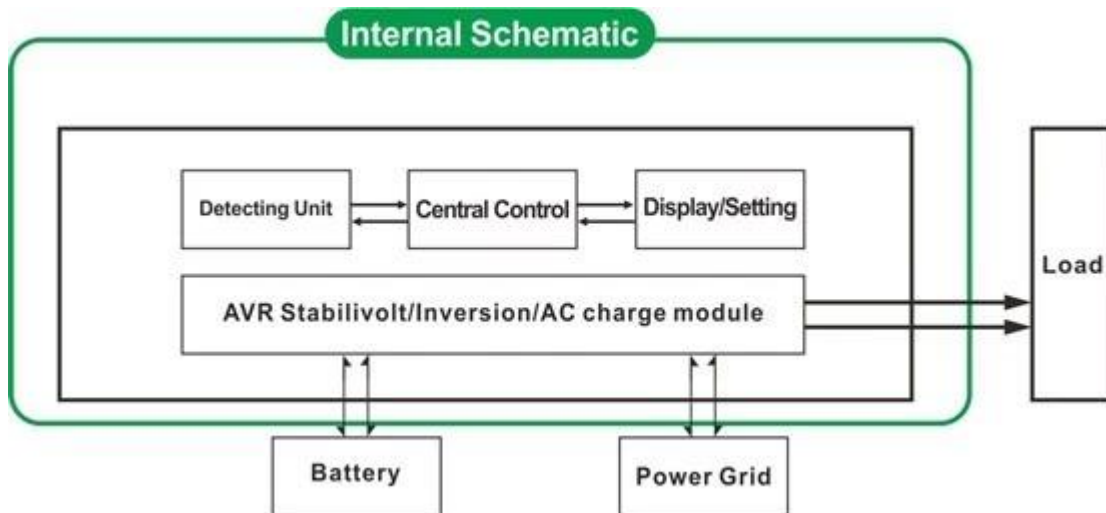 Internal Schematic
Detecting Unit
Central Control
Display/Setting
Load
AVR Stabilivolt/Inversion/AC charge module
Battery
Power Grid